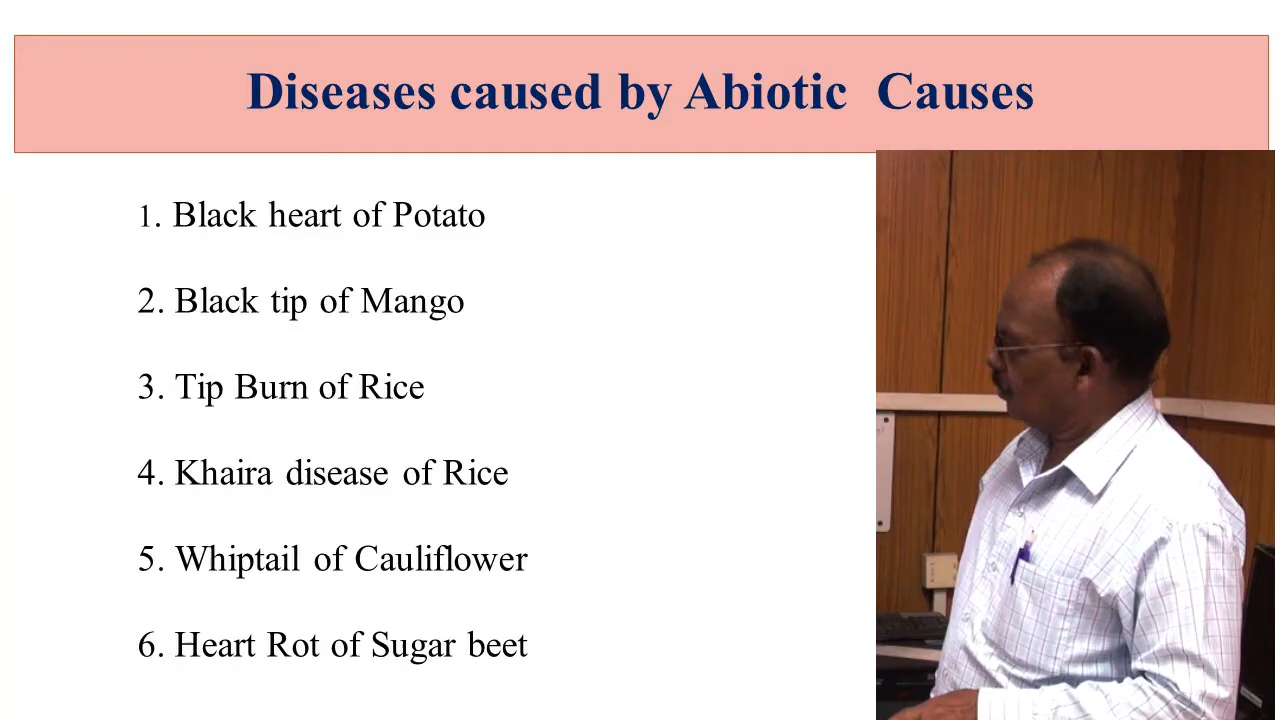 Diseases caused by Abiotic Causes
1. Black heart of Potato
2. Black tip of Mango
3. Tip Burn of Rice
4. Khaira disease of Rice
5. Whiptail of Cauliflower
6. Heart Rot of Sugar beet